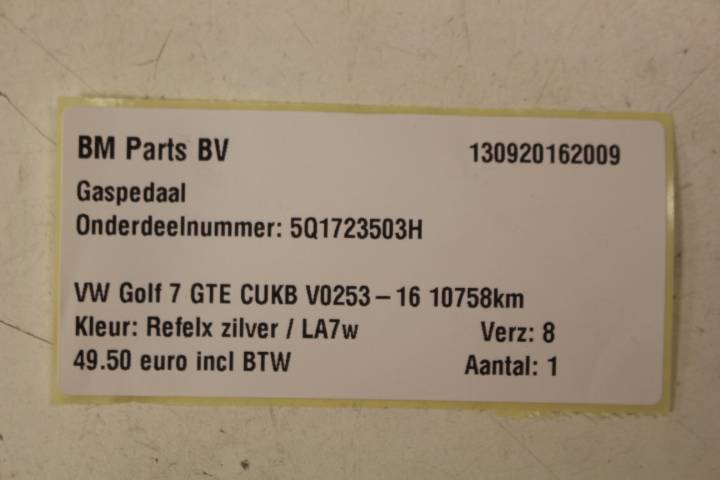 BM Parts BV 130920162009
Gaspedaal
Onderdeelnummer: 5Q1723503H
VW Golf 7 GTE CUKB V0253 – 16 10758km
Kleur: Refelx zilver / LA7w Verz: 8
49.50 euro incl BTW Aantal: 1